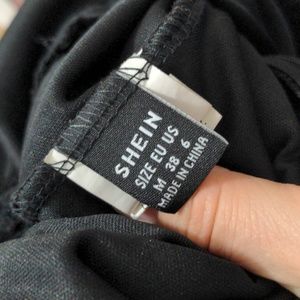 SHEIN
SIZE EU US
M 38 6
MADE IN CHINA